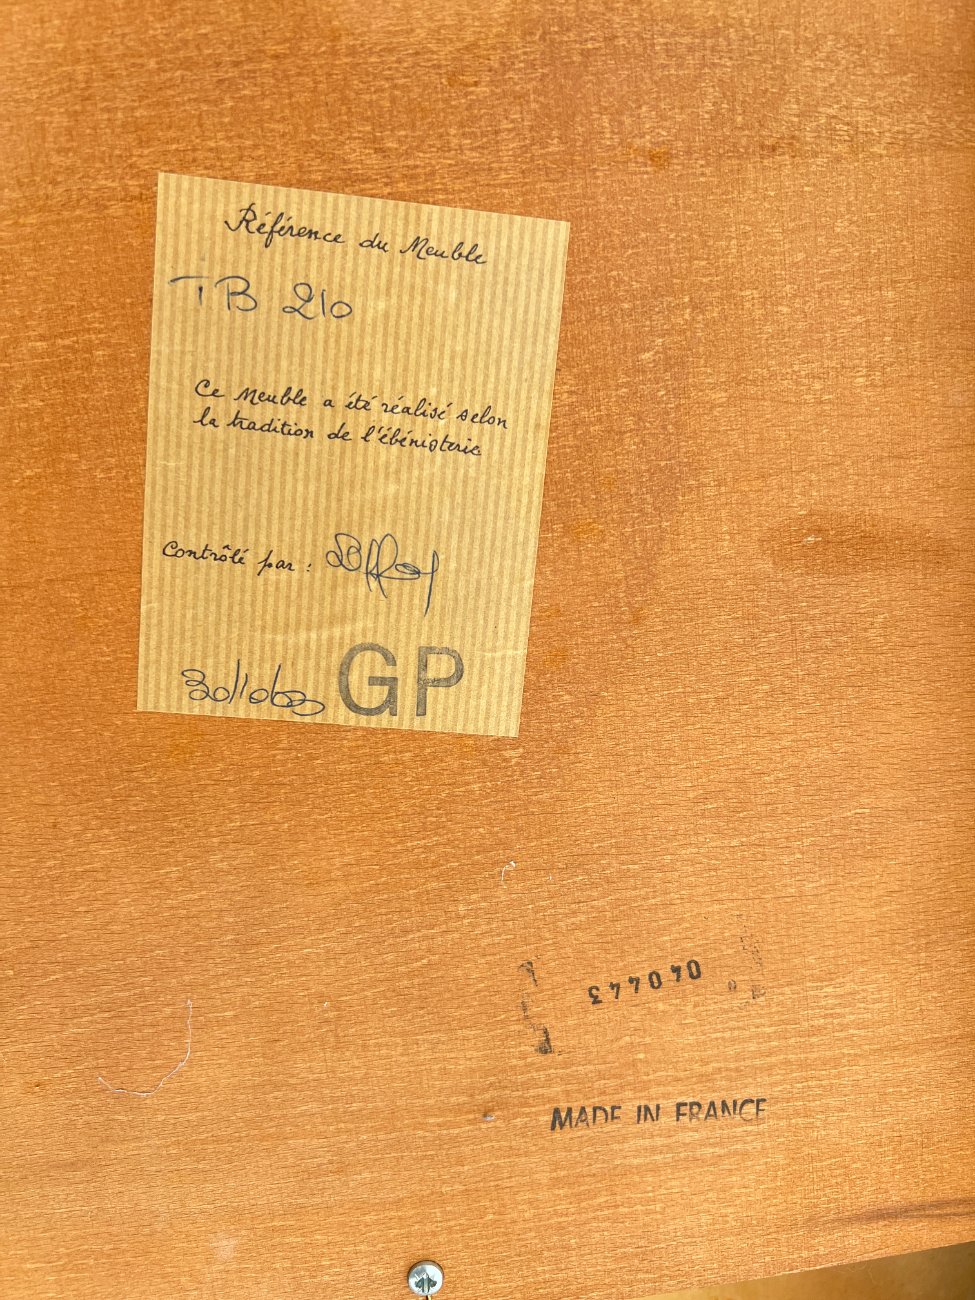 Référence du Meuble
TB 210
Ce Meuble a été réalisé selon
la tradition de l'ébénisterie
Contrôlé par :
GP
040443
MADE IN FRANCE